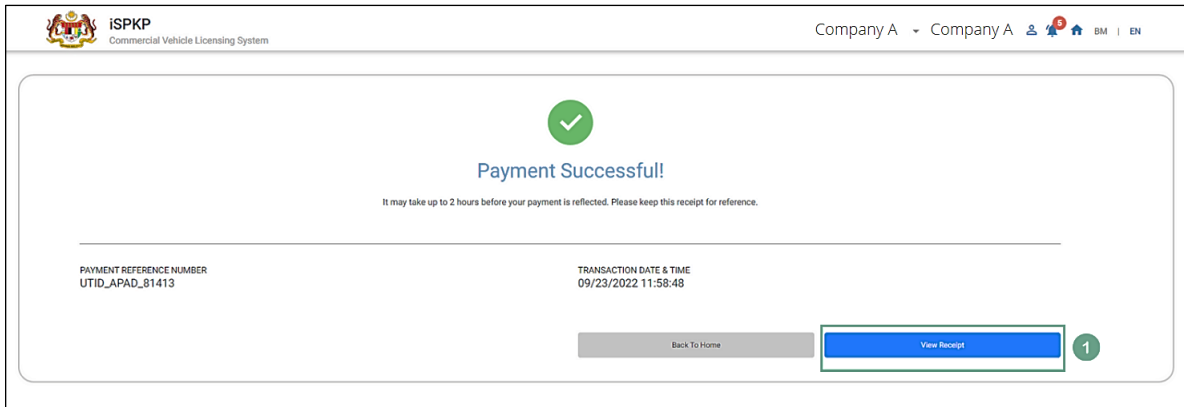 iSPKP
Commercial Vehicle Licensing System
Company A Company A 5 BM | EN
Payment Successful!
It may take up to 2 hours before your payment is reflected. Please keep this receipt for reference.
PAYMENT REFERENCE NUMBER
UTID_APAD_81413
TRANSACTION DATE & TIME
09/23/2022 11:58:48
Back To Home
View Receipt
1